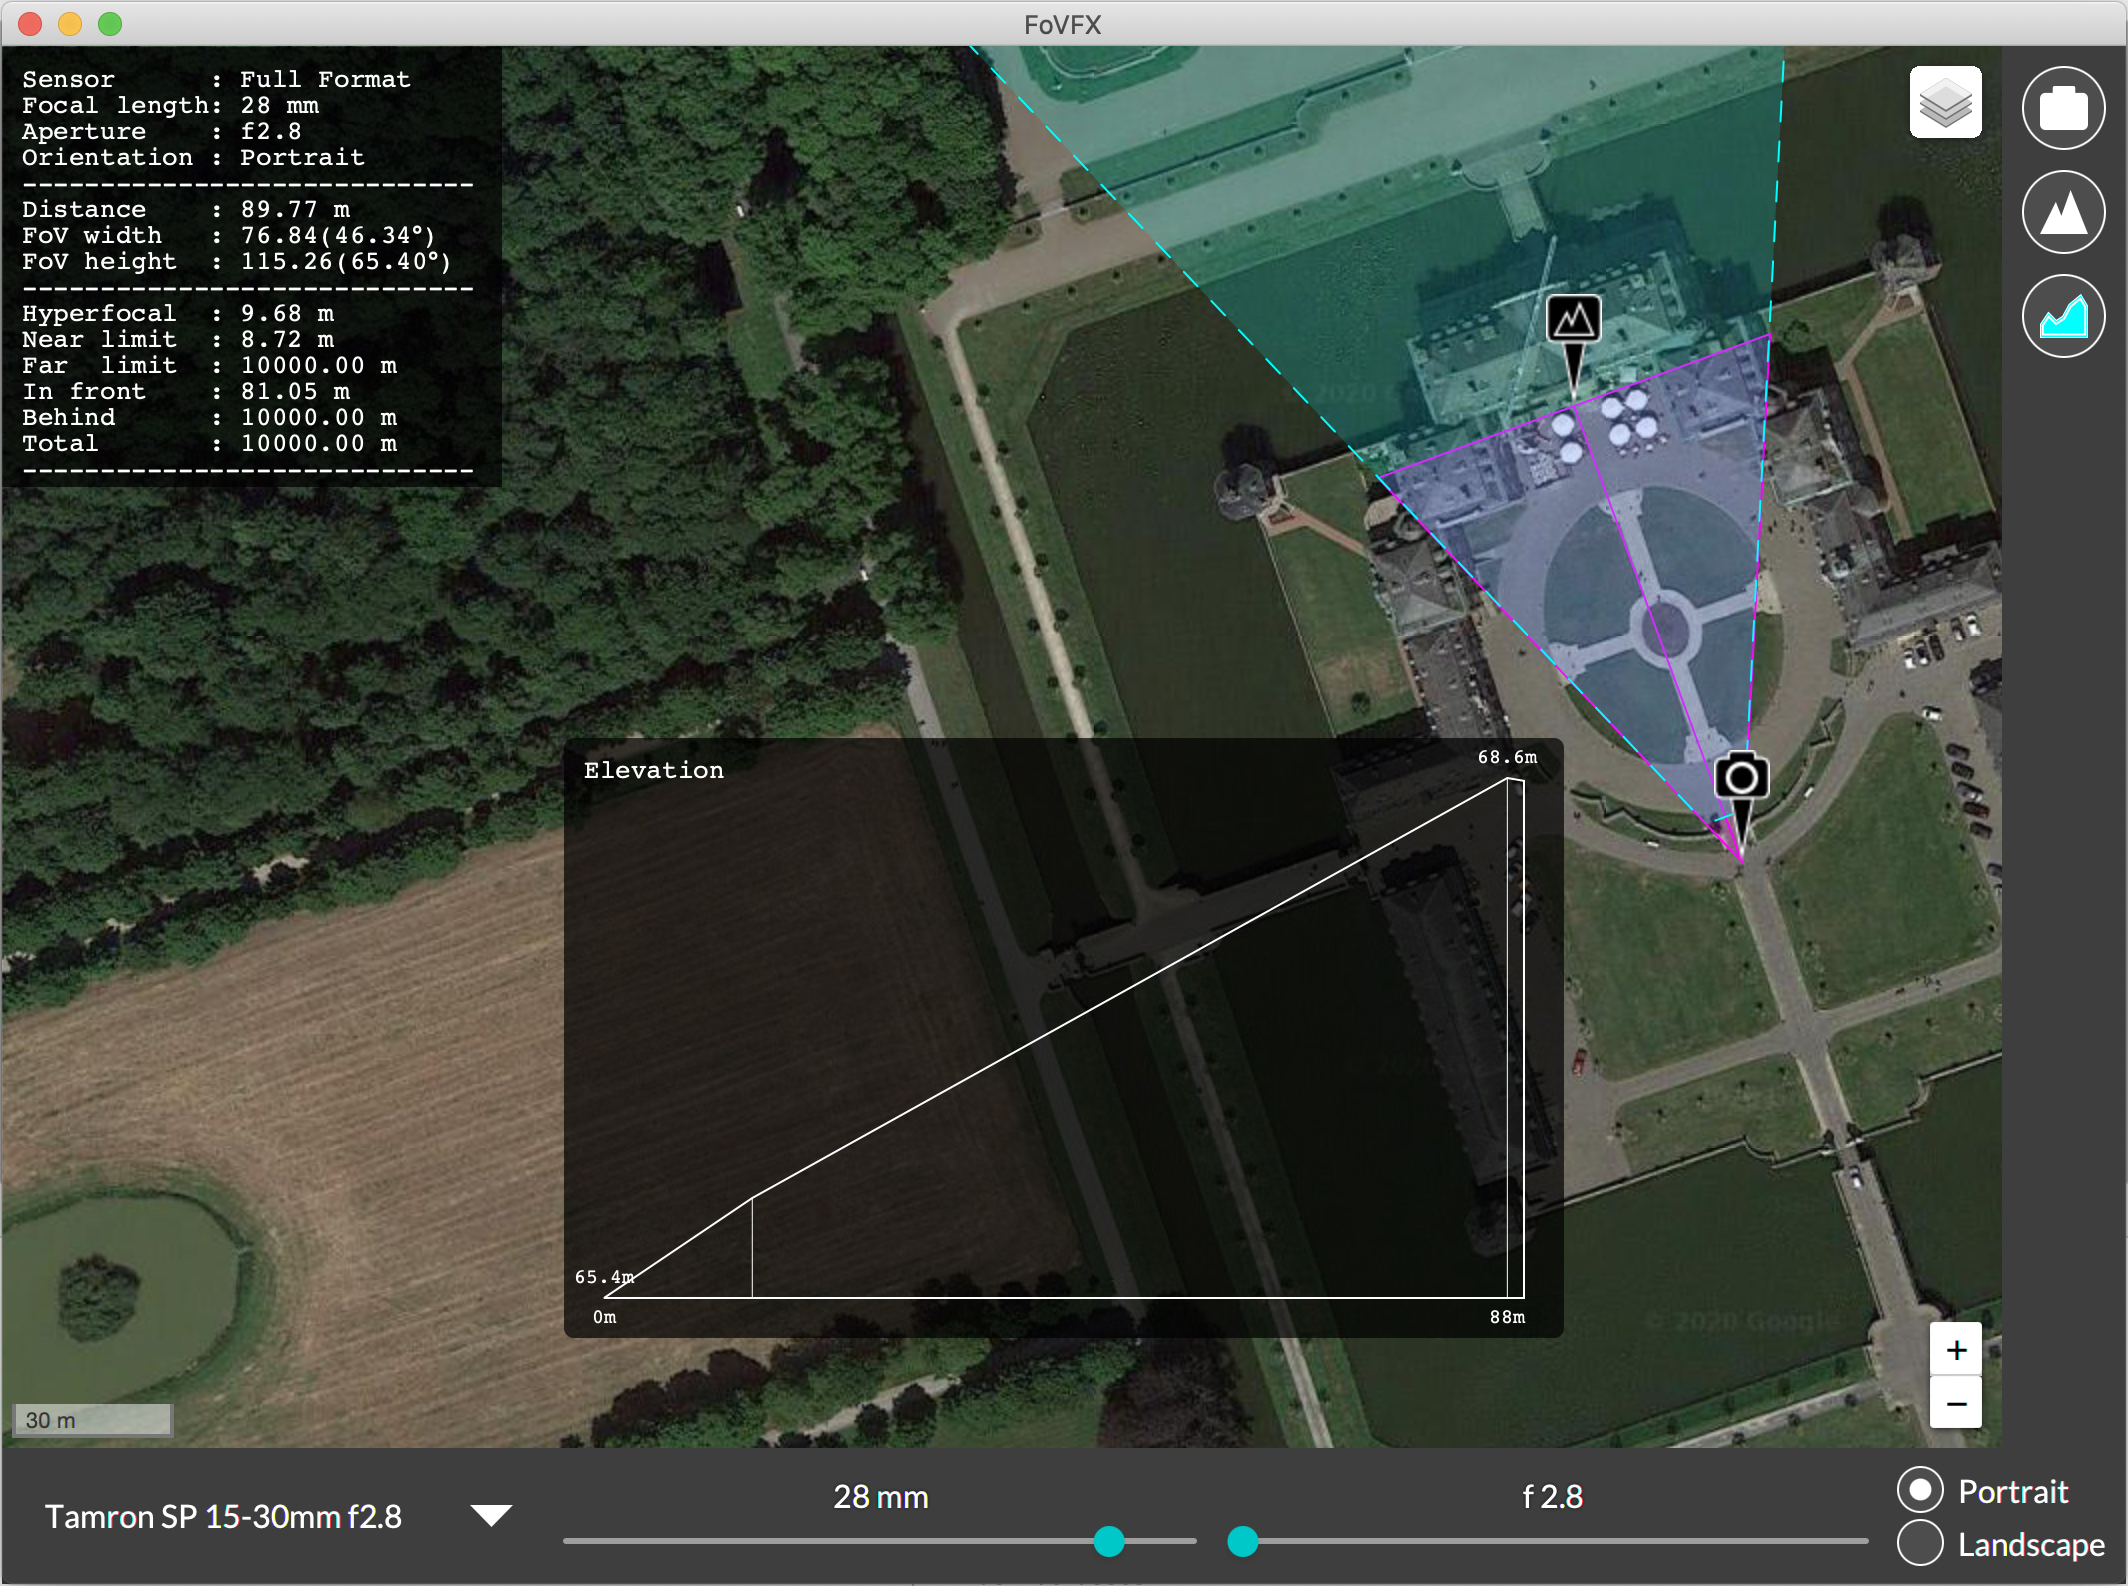 FoVFX
Sensor      : Full Format
Focal length: 28 mm
Aperture    : f2.8
Orientation : Portrait
-----------------------------
Distance    : 89.77 m
FoV width   : 76.84(46.34°)
FoV height  : 115.26(65.40°)
-----------------------------
Hyperfocal  : 9.68 m
Near limit  : 8.72 m
Far  limit  : 10000.00 m
In front    : 81.05 m
Behind      : 10000.00 m
Total       : 10000.00 m
-----------------------------
Elevation
68.6m
65.4m
0m
88m
© 2020 Google
30 m
+
−
Tamron SP 15-30mm f2.8
28 mm
f 2.8
Portrait
Landscape